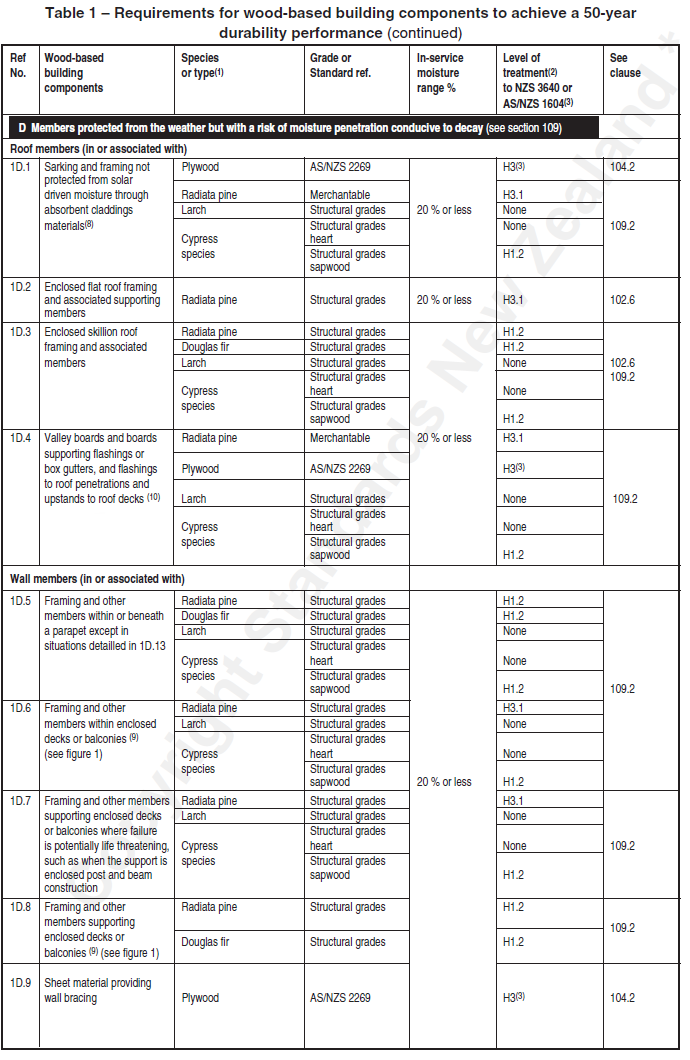 Table 1 – Requirements for wood-based building components to achieve a 50-year
durability performance (continued)
Ref No. | Wood-based building components | Species or type(1) | Grade or Standard ref. | In-service moisture range % | Level of treatment(2) to NZS 3640 or AS/NZS 1604(3) | See clause
D Members protected from the weather but with a risk of moisture penetration conducive to decay (see section 109)
Roof members (in or associated with)
1D.1 Sarking and framing not Plywood AS/NZS 2269 H3(3) 104.2
protected from solar
driven moisture through Radiata pine Merchantable H3.1
absorbent claddings Larch Structural grades 20 % or less None
materials(8) Structural grades None 109.2
Cypress heart
species Structural grades H1.2
sapwood
1D.2 Enclosed flat roof framing
and associated supporting Radiata pine Structural grades 20 % or less H3.1 102.6
members
1D.3 Enclosed skillion roof Radiata pine Structural grades H1.2
framing and associated Douglas fir Structural grades H1.2
members Larch Structural grades None 102.6
Structural grades 109.2
Cypress heart None
species Structural grades
sapwood H1.2
1D.4 Valley boards and boards Radiata pine Merchantable 20 % or less H3.1
supporting flashings or
box gutters, and flashings Plywood AS/NZS 2269 H3(3)
to roof penetrations and
upstands to roof decks (10) Larch Structural grades None 109.2
Structural grades
Cypress heart None
species Structural grades
sapwood H1.2
Wall members (in or associated with)
1D.5 Framing and other Radiata pine Structural grades H1.2
members within or beneath Douglas fir Structural grades H1.2
a parapet except in Larch Structural grades None
situations detailled in 1D.13 Structural grades
Cypress heart None
species Structural grades
sapwood H1.2 109.2
1D.6 Framing and other Radiata pine Structural grades H3.1
members within enclosed Larch Structural grades None
decks or balconies (9) Structural grades
(see figure 1) Cypress heart None
species Structural grades
sapwood 20 % or less H1.2
1D.7 Framing and other members Radiata pine Structural grades H3.1
supporting enclosed decks Larch Structural grades None
or balconies where failure Structural grades
is potentially life threatening, Cypress heart None 109.2
such as when the support is species Structural grades
enclosed post and beam sapwood H1.2
construction
1D.8 Framing and other Radiata pine Structural grades H1.2
members supporting 109.2
enclosed decks or Douglas fir Structural grades H1.2
balconies (9) (see figure 1)
1D.9 Sheet material providing
wall bracing Plywood AS/NZS 2269 H3(3) 104.2